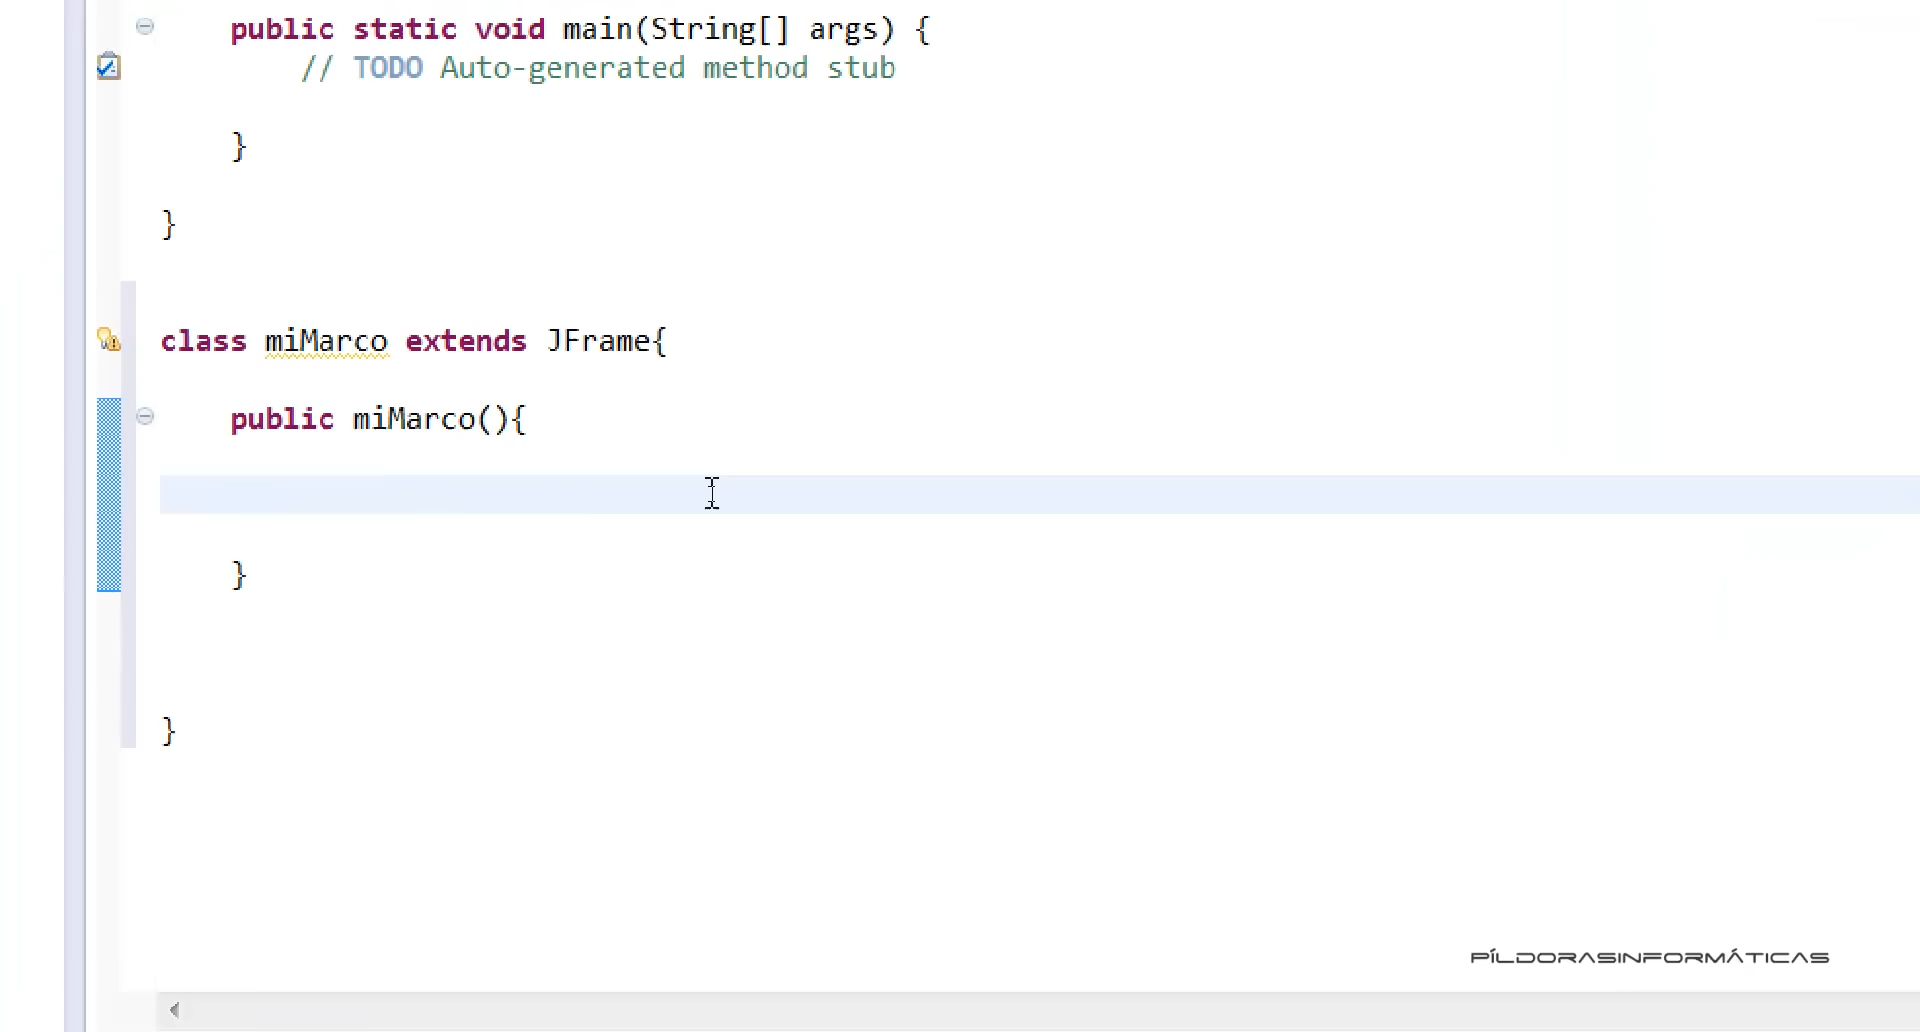 public static void main(String[] args) {
// TODO Auto-generated method stub
}
}
class miMarco extends JFrame{
public miMarco(){
}
}
PÍLDORASINFORMÁTICAS